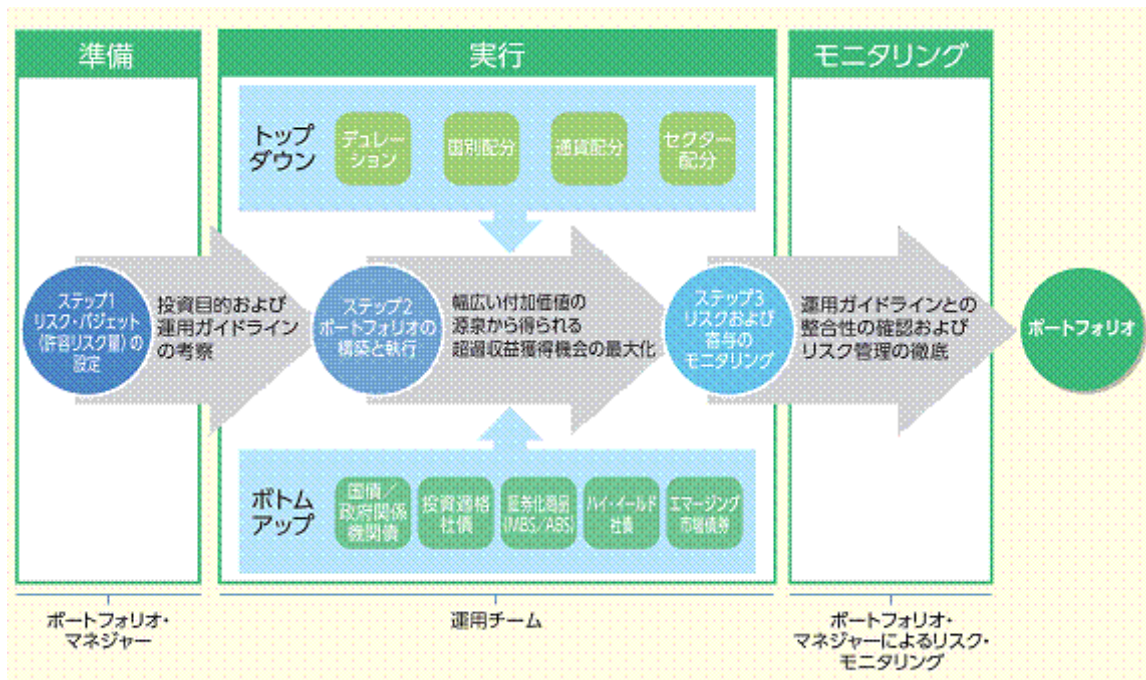 準備
実行
モニタリング
トップ
ダウン
デュレー
ション
国別配分
通貨配分
セクター
配分
ステップ1
リスク・バジェット
(許容リスク量)の
設定
投資目的および
運用ガイドライン
の考察
ステップ2
ポートフォリオの
構築と執行
幅広い付加価値の
源泉から得られる
超過収益獲得機会の最大化
ステップ3
リスクおよび
寄与の
モニタリング
運用ガイドラインとの
整合性の確認および
リスク管理の徹底
ポートフォリオ
ボトム
アップ
国債／
政府関係
機関債
投資適格
社債
証券化商品
(MBS/ABS)
ハイ・イールド
社債
エマージング
市場債券
ポートフォリオ・
マネジャー
運用チーム
ポートフォリオ・
マネジャーによるリスク・
モニタリング